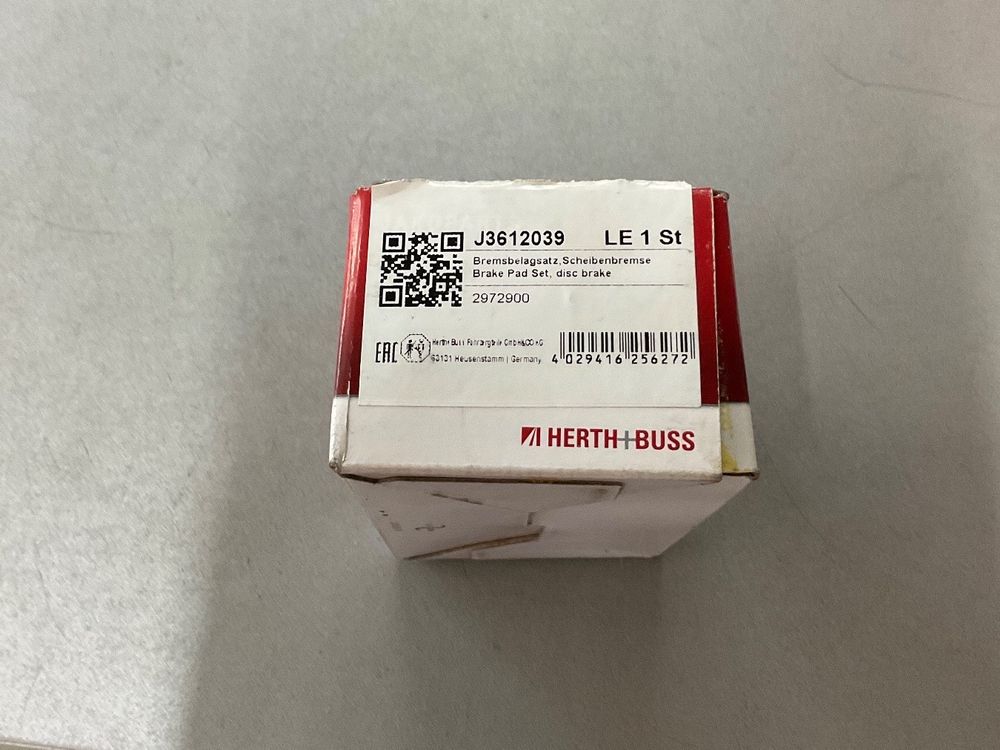 J3612039 LE 1 St
Bremsbelagsatz,Scheibenbremse
Brake Pad Set, disc brake
2972900
EAC
Herth+Buss Fahrzeugteile GmbH&CO KG
63131 Heusenstamm | Germany
4 029416 256272
HERTH+BUSS